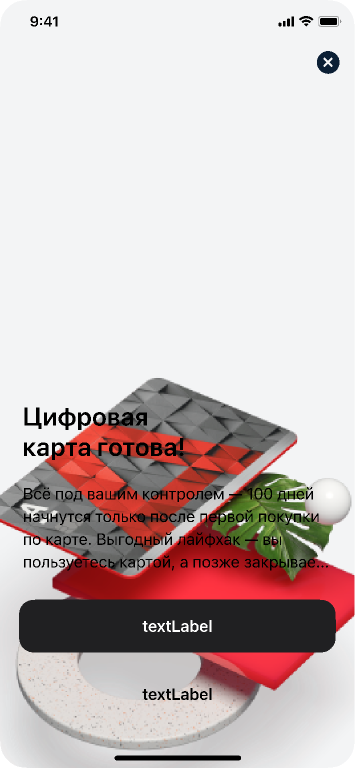 9:41
Цифровая
карта готова!
Всё под вашим контролем — 100 дней
начнутся только после первой покупки
по карте. Выгодный лайфхак — вы
пользуетесь картой, а позже закрывае...
textLabel
textLabel